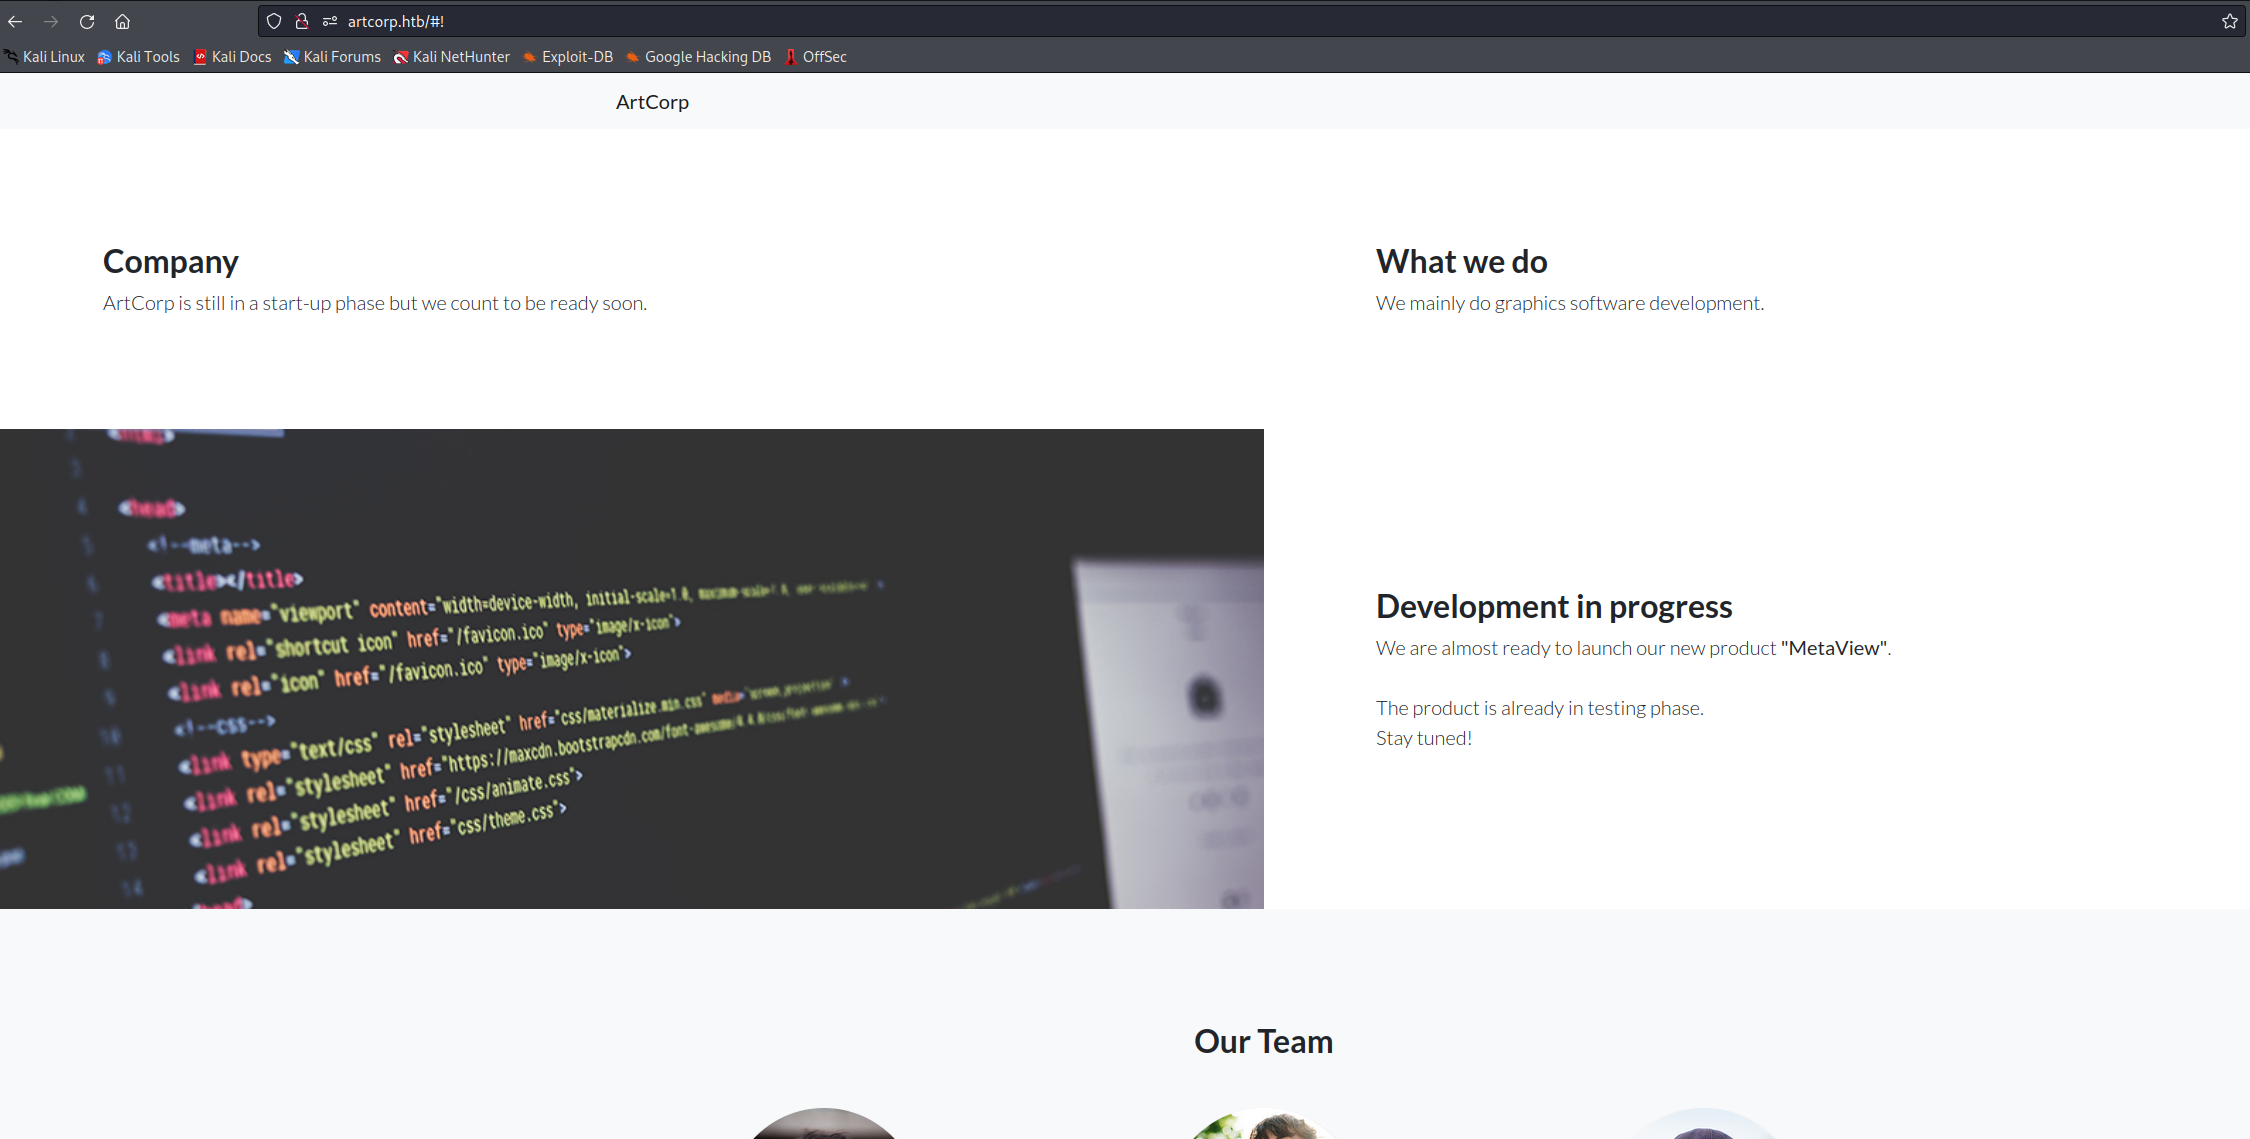 artcorp.htb/#!
Kali Linux Kali Tools Kali Docs Kali Forums Kali NetHunter Exploit-DB Google Hacking DB OffSec
ArtCorp
Company
ArtCorp is still in a start-up phase but we count to be ready soon.
What we do
We mainly do graphics software development.
<head>
<!--meta-->
<title></title>
<meta name="viewport" content="width=device-width, initial-scale=1.0, maximum-scale=1.0,
<link rel="shortcut icon" href="/favicon.ico" type="image/x-icon">
<link rel="icon" href="/favicon.ico" type="image/x-icon">
<!--css-->
<link type="text/css" rel="stylesheet" href="css/materialize.min.css"
<link rel="stylesheet" href="https://maxcdn.bootstrapcdn.com/font-awesome/
<link rel="stylesheet" href="/css/animate.css">
<link rel="stylesheet" href="css/theme.css">
Development in progress
We are almost ready to launch our new product "MetaView".
The product is already in testing phase.
Stay tuned!
Our Team